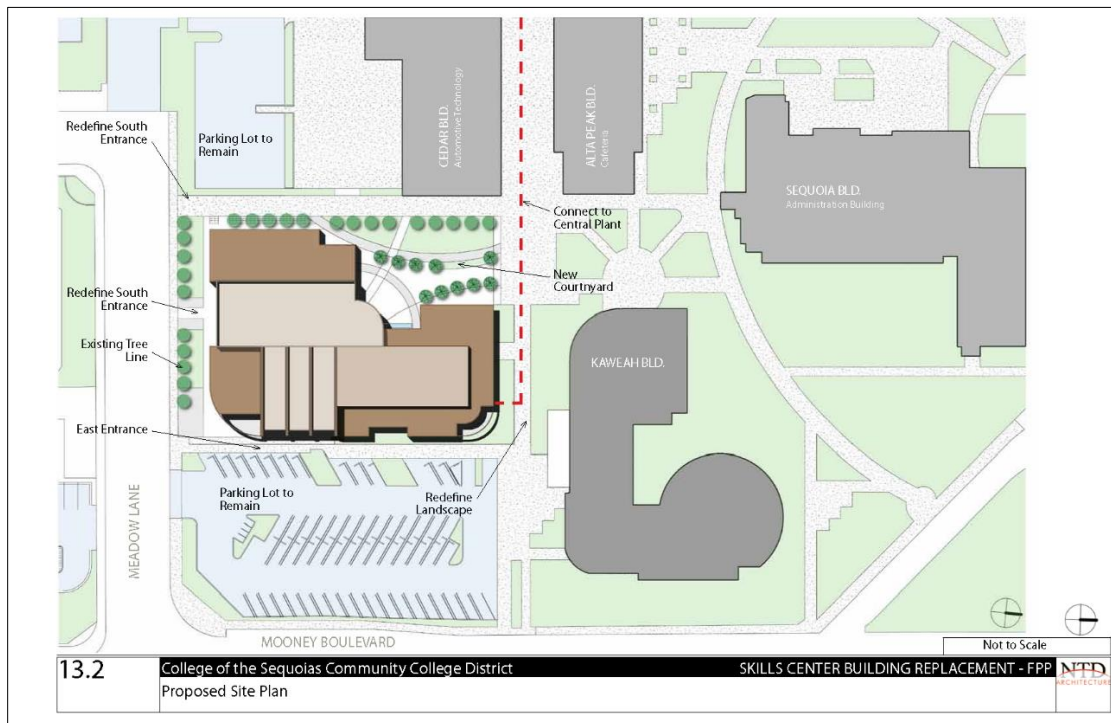 Redefine South
Entrance
Parking Lot to
Remain
CEDAR BLD.
Automotive Technology
ALTA PEAK BLD.
Cafeteria
SEQUOIA BLD.
Administration Building
Connect to
Central Plant
New
Courtnyard
Redefine South
Entrance
Existing Tree
Line
KAWEAH BLD.
East Entrance
Parking Lot to
Remain
Redefine
Landscape
MEADOW LANE
MOONEY BOULEVARD
Not to Scale
13.2
College of the Sequoias Community College District
SKILLS CENTER BUILDING REPLACEMENT - FPP
Proposed Site Plan
NTD
ARCHITECTURE